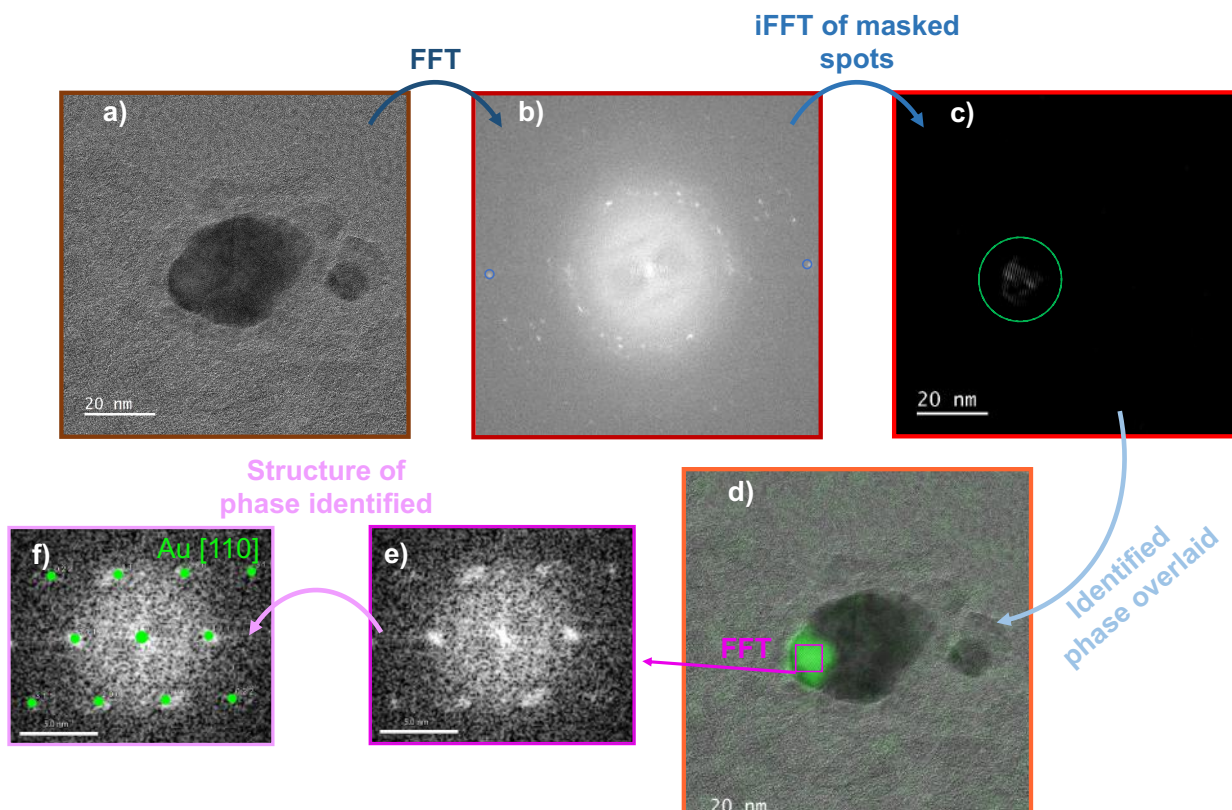 FFT
iFFT of masked
spots
a)
b)
c)
20 nm
20 nm
Structure of
phase identified
d)
f)
Au [110]
e)
Identified
phase overlaid
FFT
20 nm